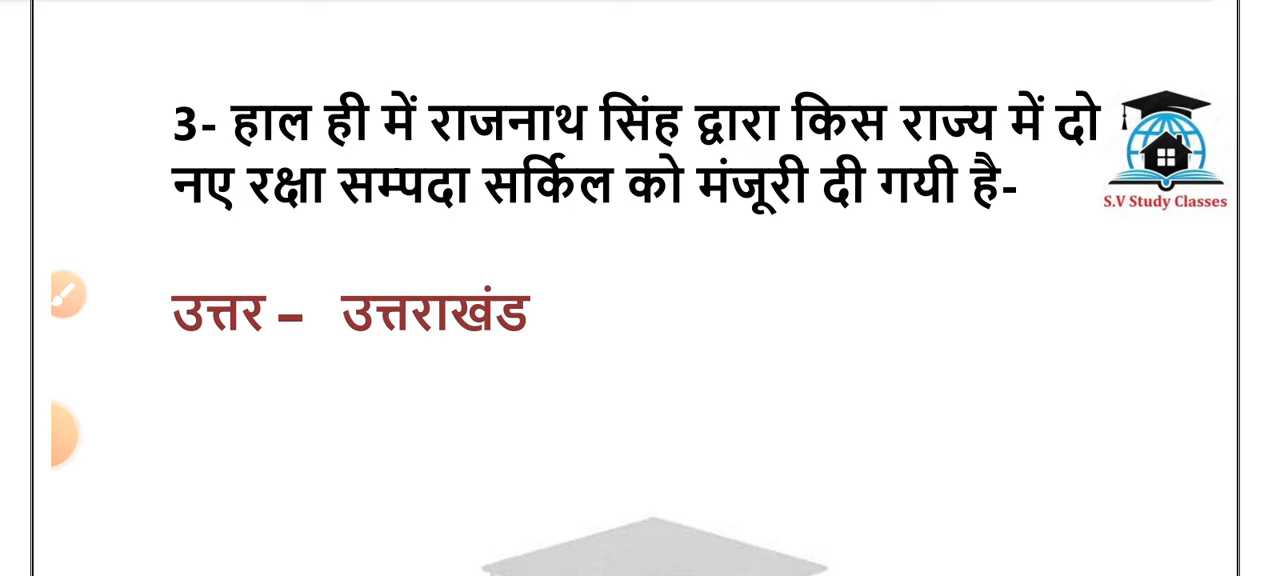 3- हाल ही में राजनाथ सिंह द्वारा किस राज्य में दो
नए रक्षा सम्पदा सर्किल को मंजूरी दी गयी है-
S.V Study Classes
उत्तर – उत्तराखंड